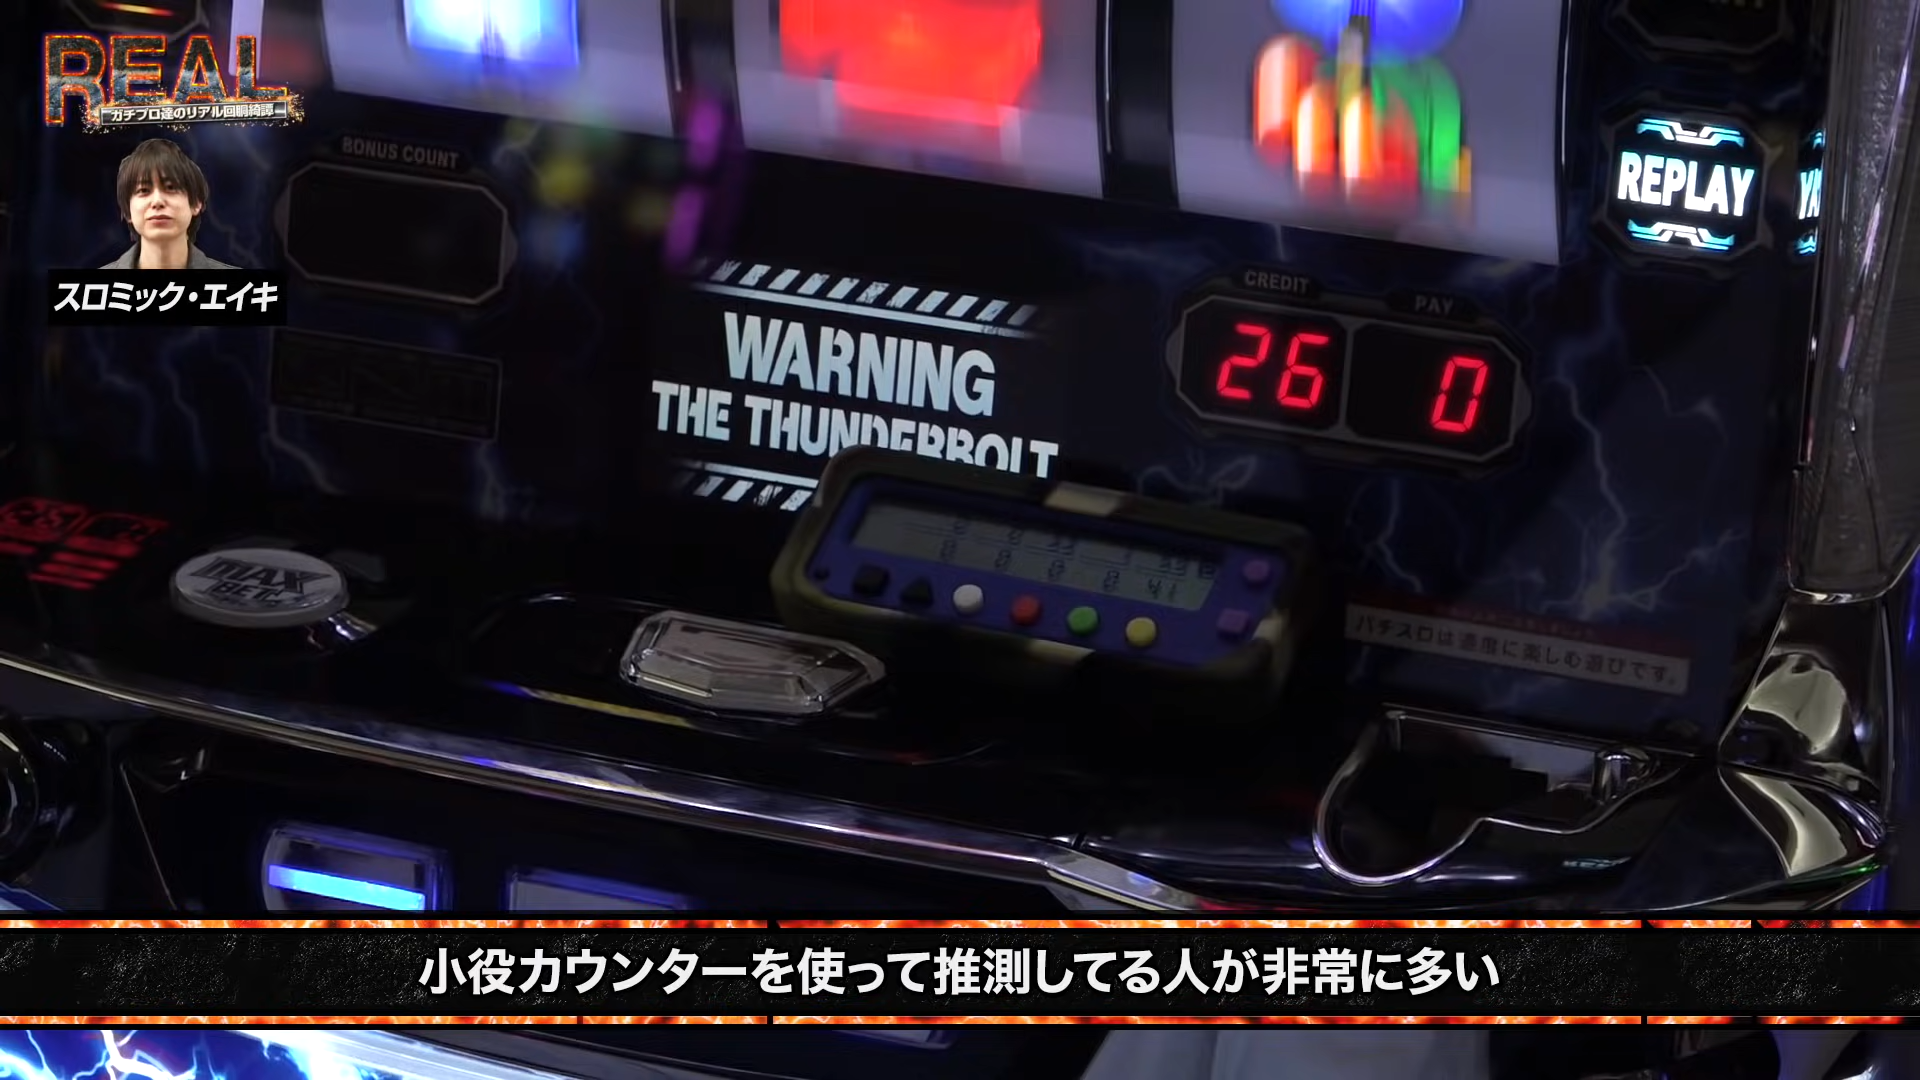 REAL
ガチプロ達のリアル回胴綺譚
スロミック・エイキ
BONUS COUNT
REPLAY
CREDIT
PAY
26
0
WARNING
THE THUNDERBOLT
MAX
BET
パチスロは適度に楽しむ遊びです。
小役カウンターを使って推測してる人が非常に多い